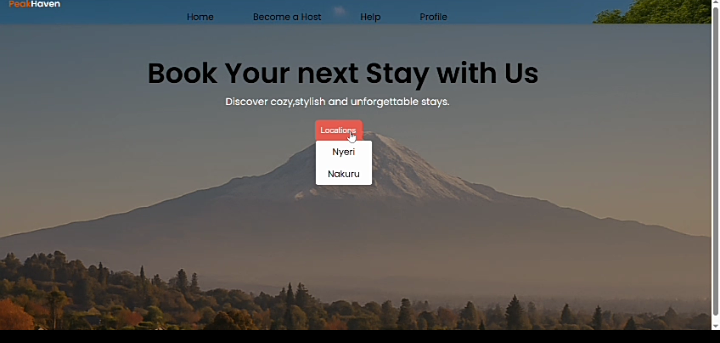 PeakHaven
Home Become a Host Help Profile
Book Your next Stay with Us
Discover cozy,stylish and unforgettable stays.
Locations
Nyeri
Nakuru